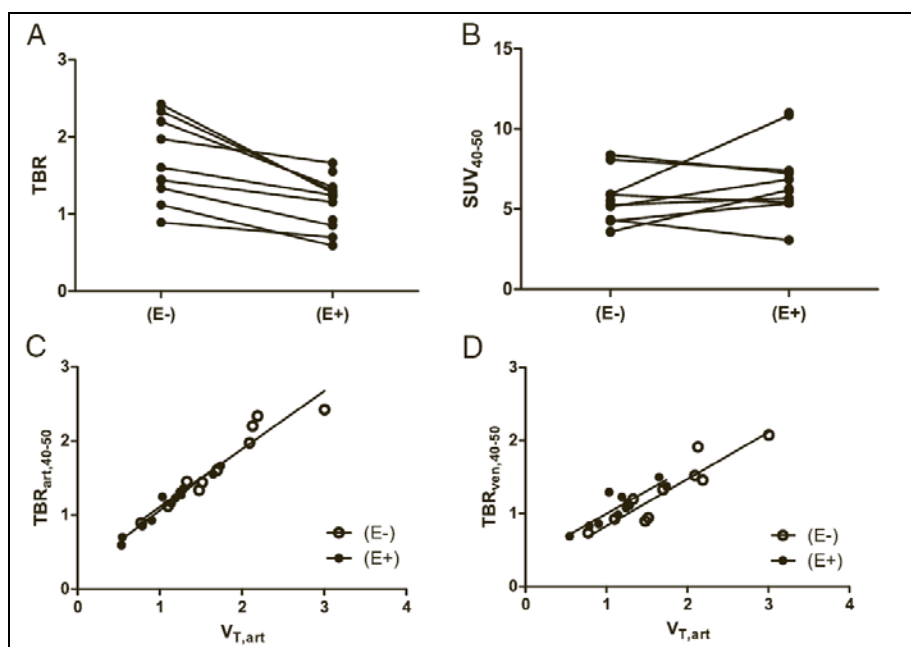 A
B
3
2
1
0
TBR
(E-)
(E+)
15
10
5
0
SUV40-50
(E-)
(E+)
C
D
3
2
1
0
TBRart,40-50
0
1
2
3
4
VT,art
(E-)
(E+)
3
2
1
0
TBRven,40-50
0
1
2
3
4
VT,art
(E-)
(E+)